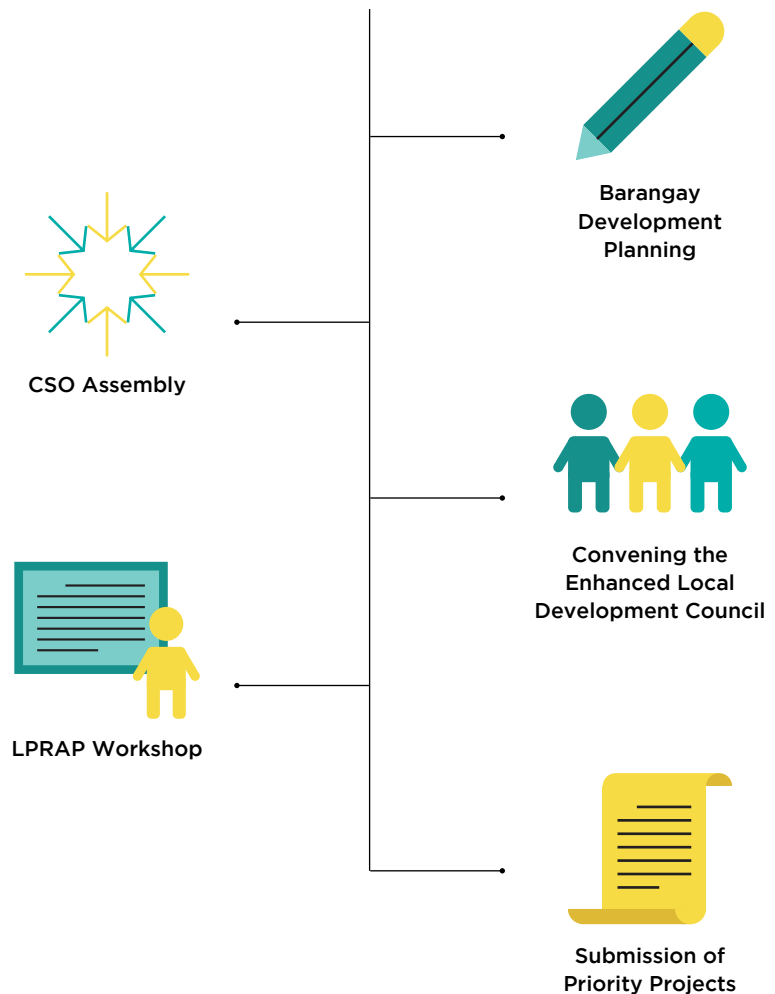 Barangay
Development
Planning
CSO Assembly
Convening the
Enhanced Local
Development Council
LPRAP Workshop
Submission of
Priority Projects